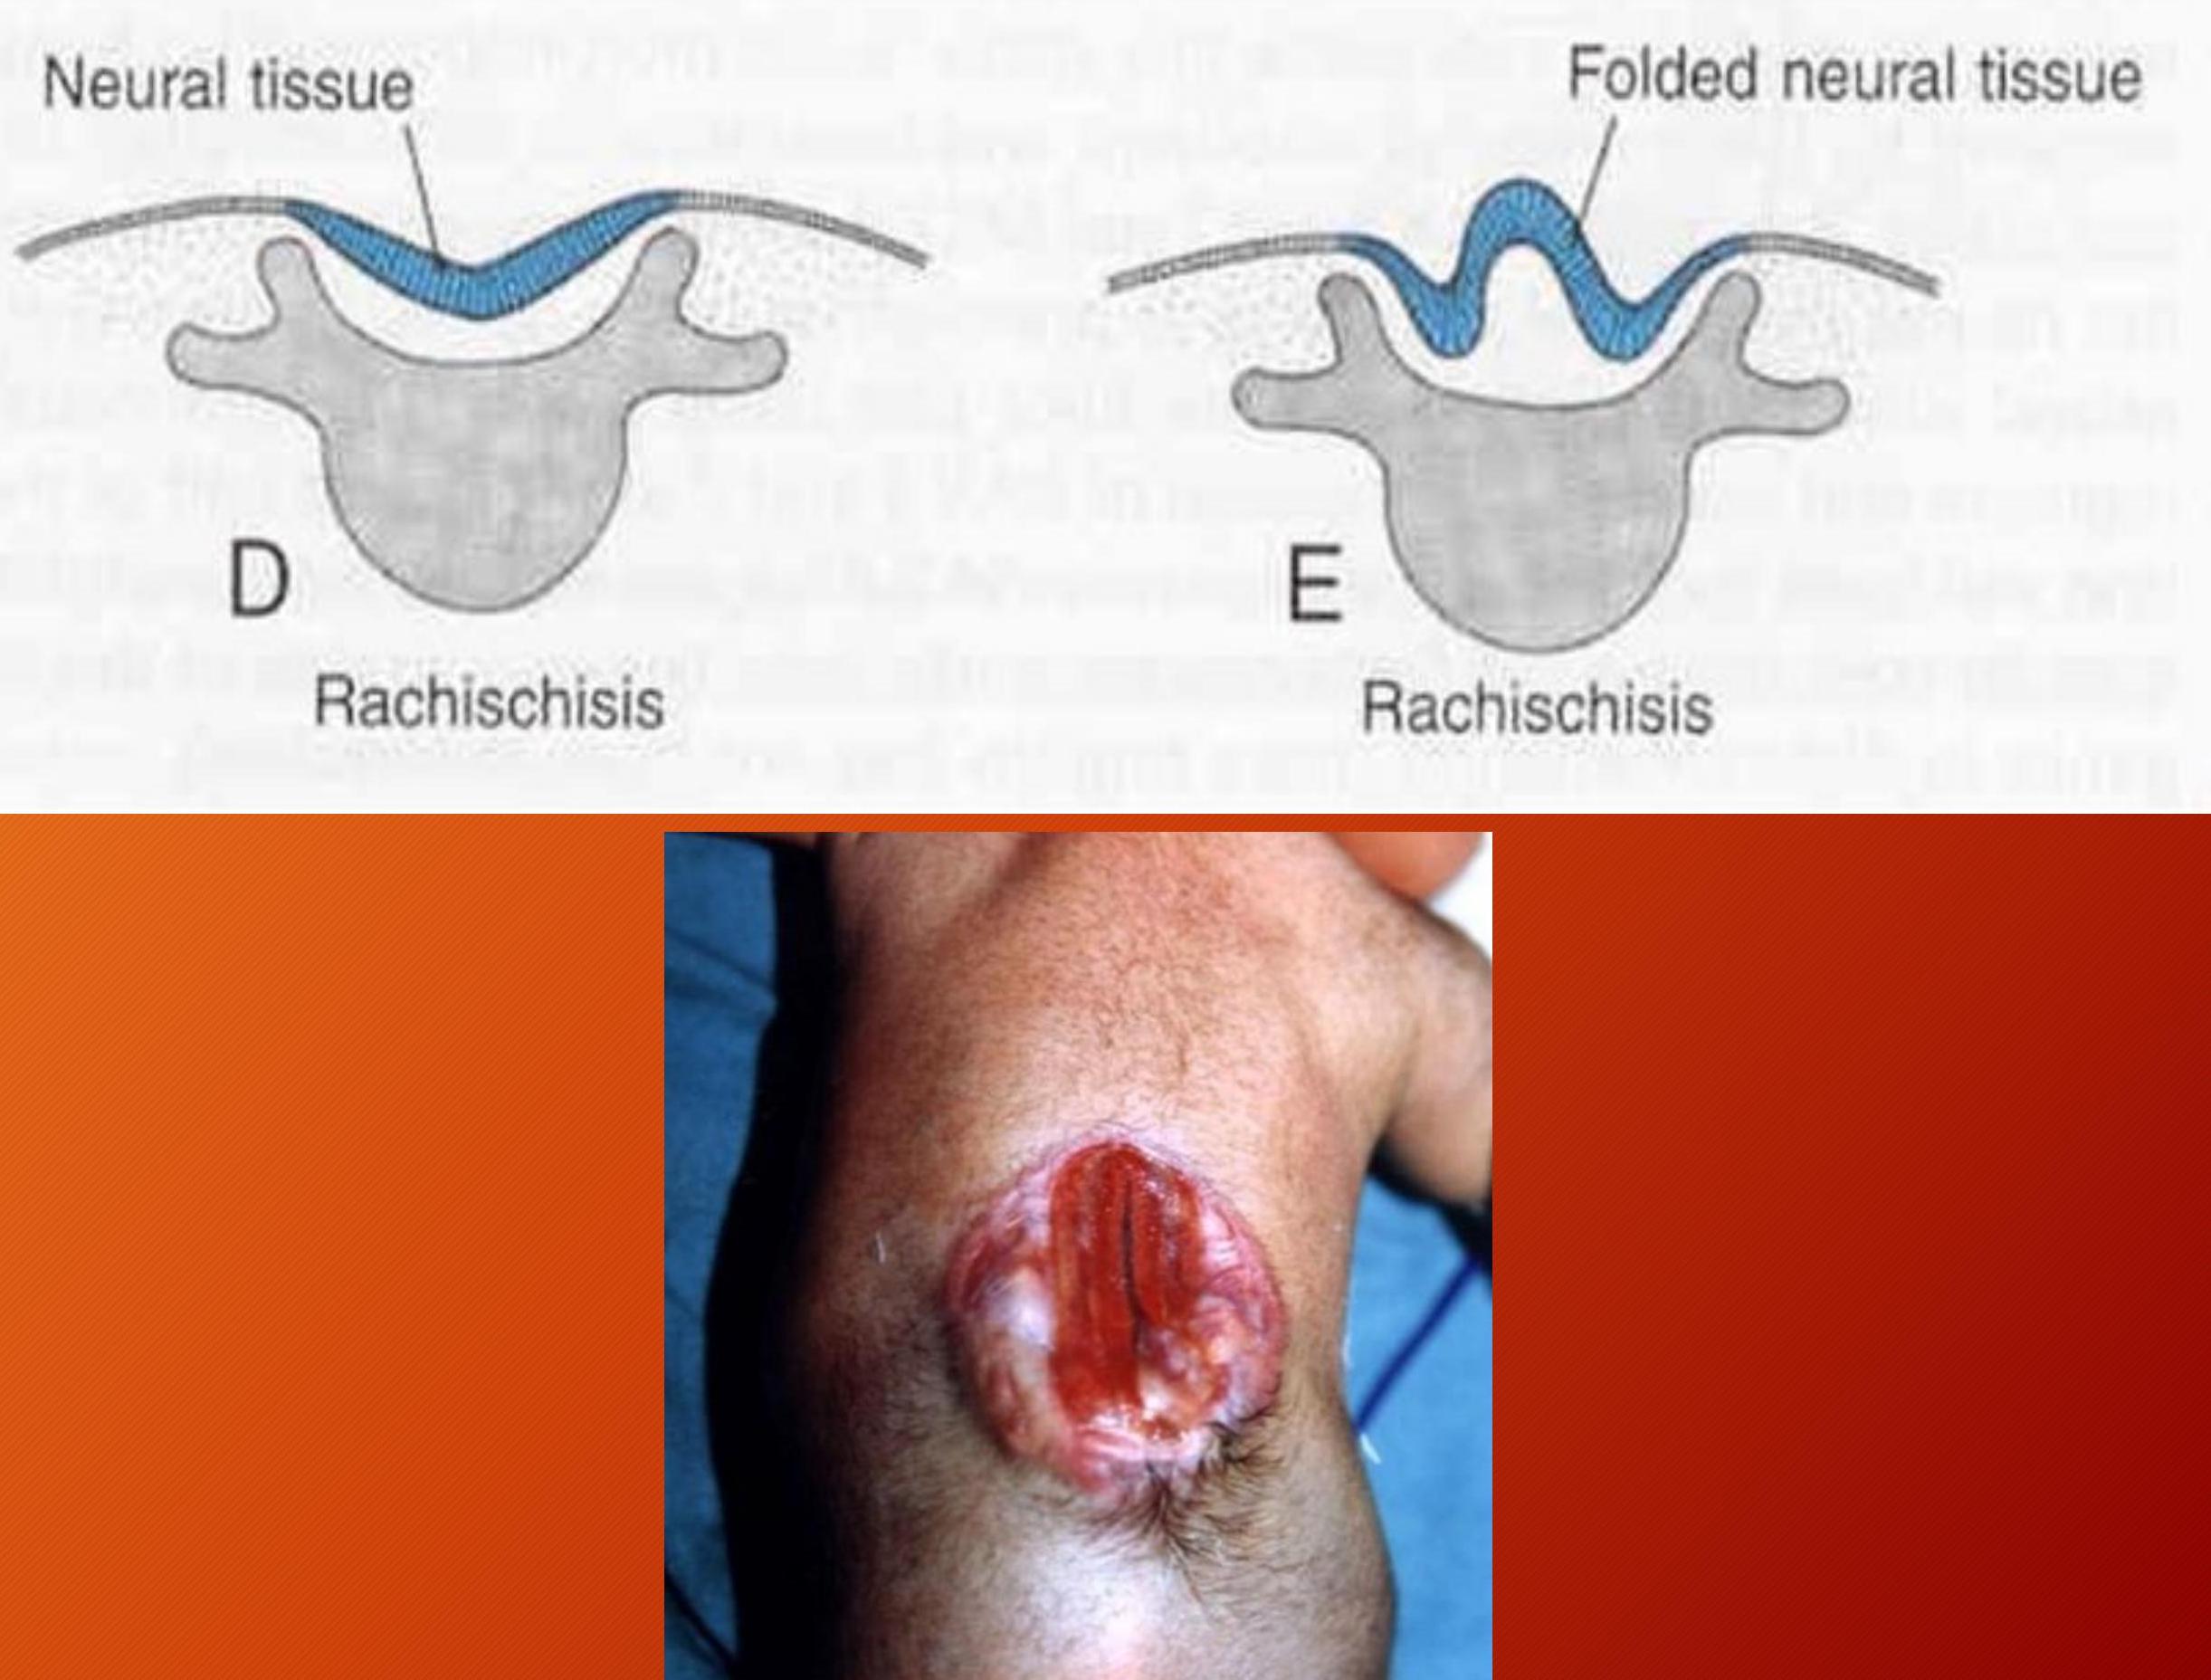 Neural tissue
Folded neural tissue
D
E
Rachischisis
Rachischisis